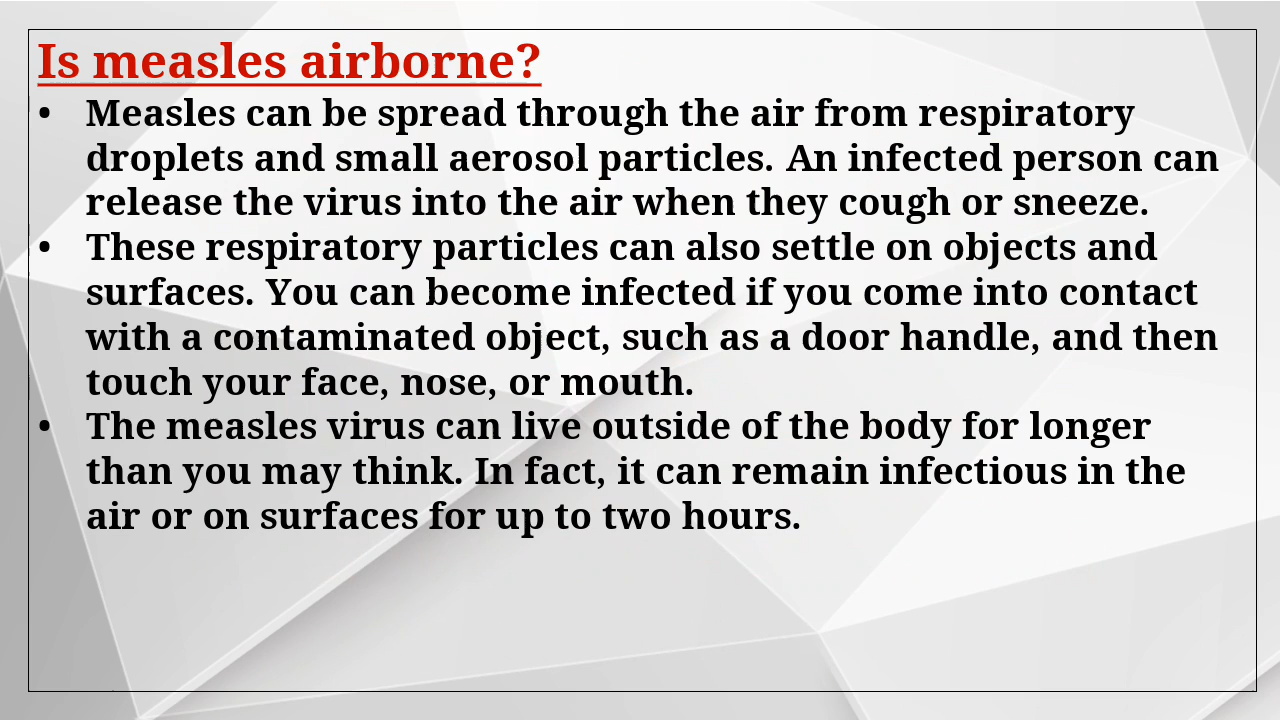 Is measles airborne?
• Measles can be spread through the air from respiratory
droplets and small aerosol particles. An infected person can
release the virus into the air when they cough or sneeze.
• These respiratory particles can also settle on objects and
surfaces. You can become infected if you come into contact
with a contaminated object, such as a door handle, and then
touch your face, nose, or mouth.
• The measles virus can live outside of the body for longer
than you may think. In fact, it can remain infectious in the
air or on surfaces for up to two hours.